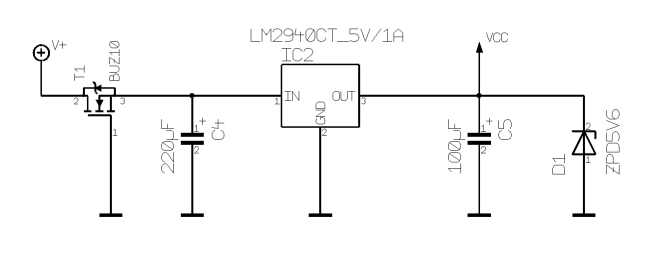 LM2940CT_5V/1A
IC2
V+
VCC
T1
BUZ10
2
3
1
1
IN
OUT
3
GND
2
220µF
1
+
2
C4
100µF
1
+
2
C5
D1
2
1
ZPD5V6